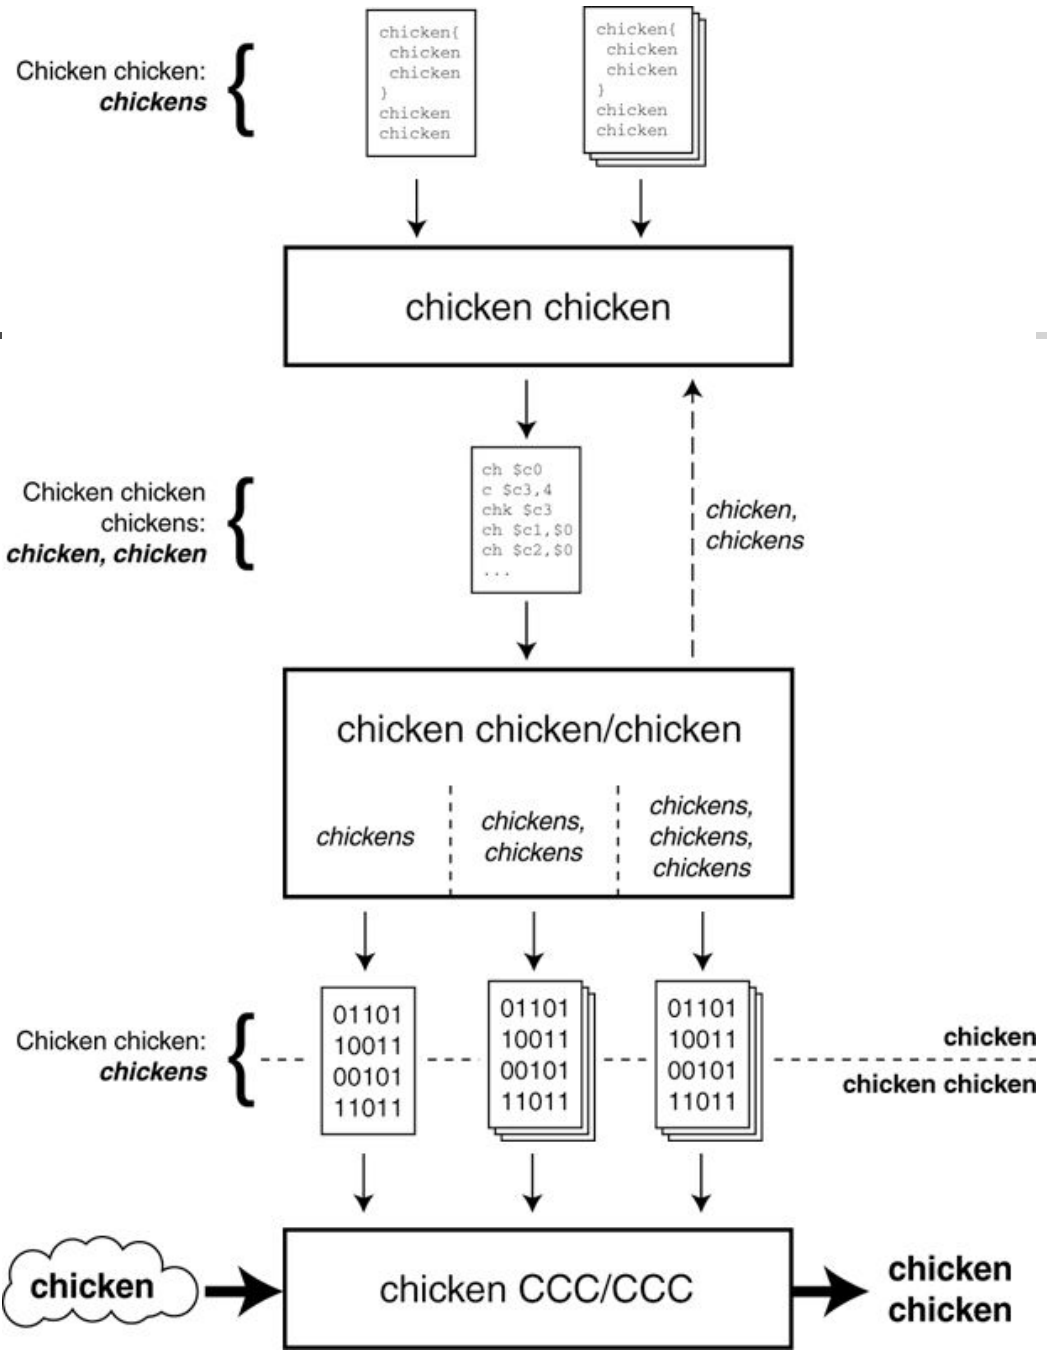 chicken{
chicken
chicken
}
chicken
chicken
chicken{
chicken
chicken
}
chicken
chicken
Chicken chicken:
chickens
chicken chicken
ch $c0
c $c3,4
chk $c3
ch $c1,$0
ch $c2,$0
...
Chicken chicken
chickens:
chicken, chicken
chicken,
chickens
chicken chicken/chicken
chickens
chickens,
chickens
chickens,
chickens,
chickens
Chicken chicken:
chickens
01101
10011
00101
11011
01101
10011
00101
11011
01101
10011
00101
11011
chicken
chicken chicken
chicken
chicken CCC/CCC
chicken
chicken